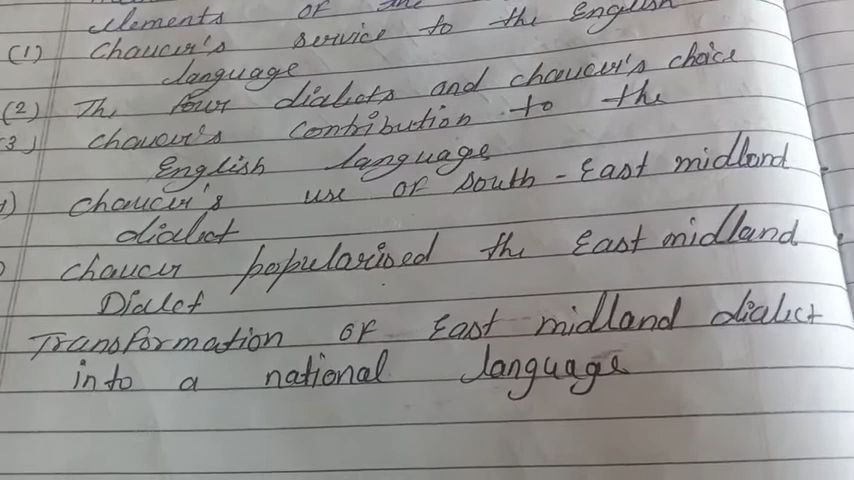 elements of the
(1) Chaucer's service to the English
language
(2) The four dialects and chaucer's choice
3) chaucer's contribution to the
English language
) chaucer's use of south-East midland
dialect
) chaucer popularised the East midland
Dialet
Transformation of East midland dialect
into a national language